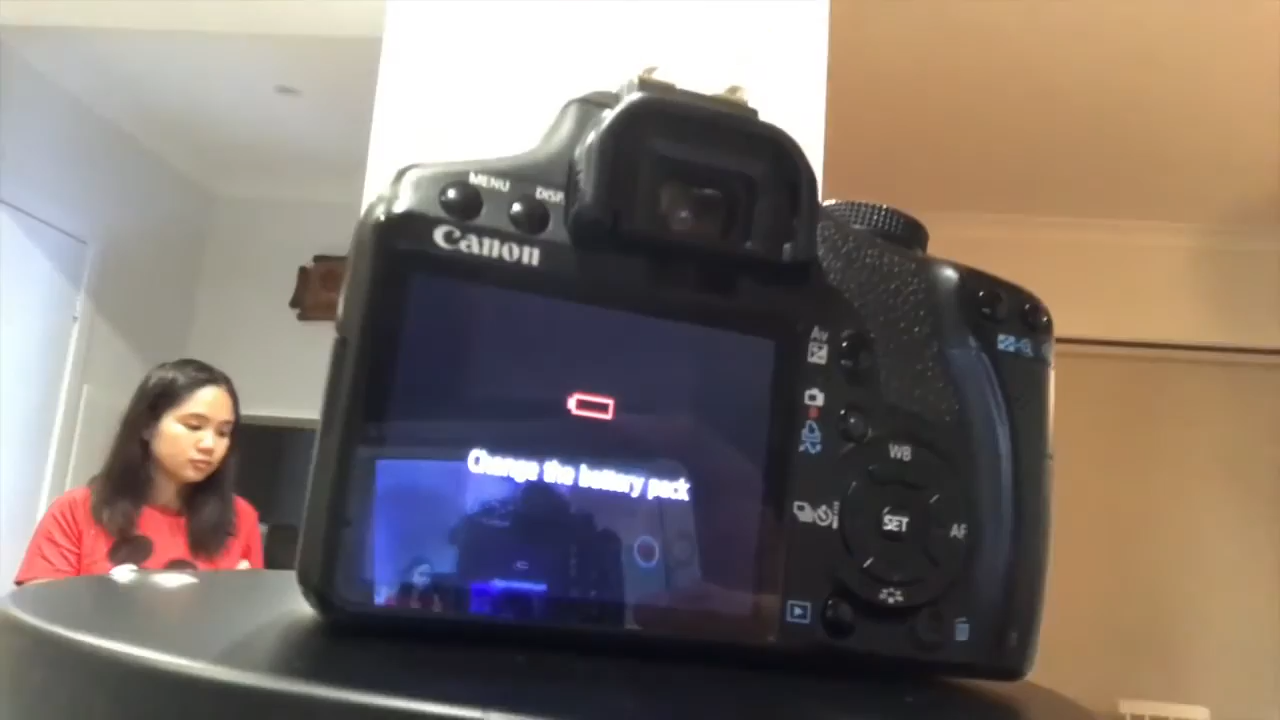 MENU
DISP.
Canon
Av
Change the battery pack
WB
SET
AF